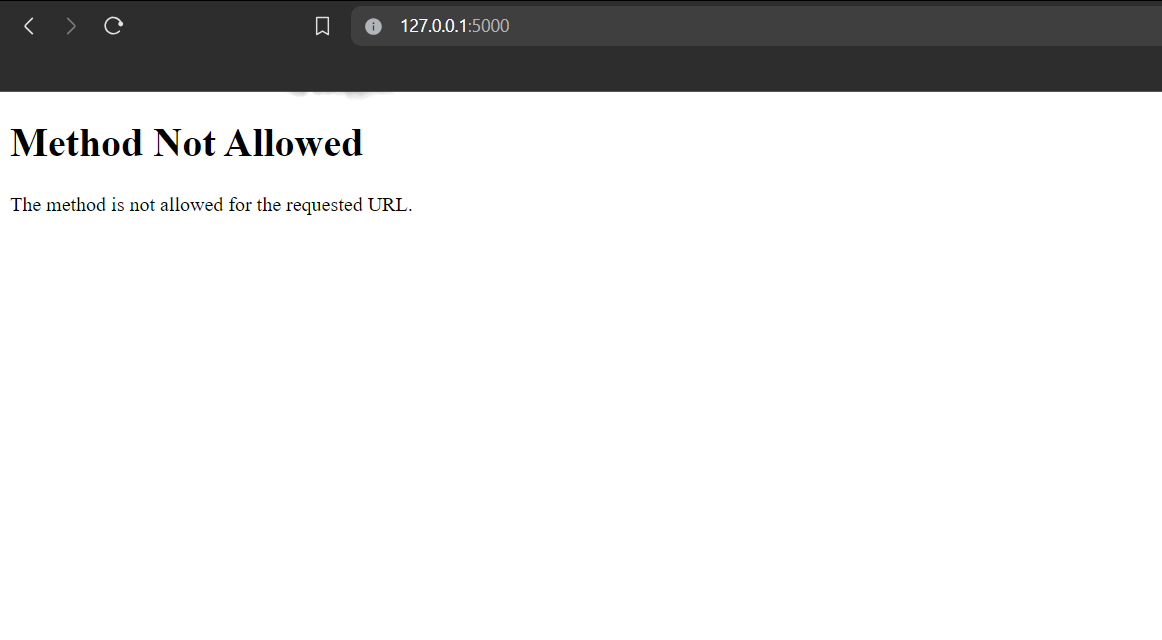 127.0.0.1:5000
Method Not Allowed
The method is not allowed for the requested URL.